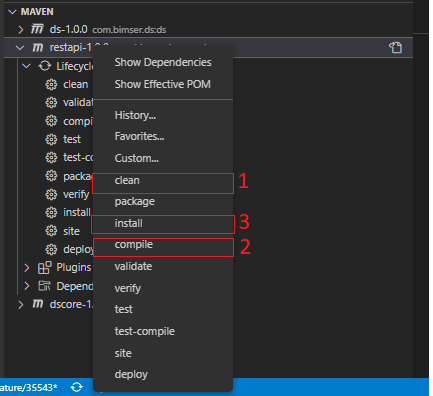 MAVEN
ds-1.0.0 com.bimser.ds:ds
restapi-1.0.0
Lifecycle
clean
validat
compi
test
test-co
packa
verify
install
site
deploy
Plugins
Depend
dscore-1.
Show Dependencies
Show Effective POM
History...
Favorites...
Custom...
clean 1
package
install 3
compile 2
validate
verify
test
test-compile
site
deploy
ature/35543*